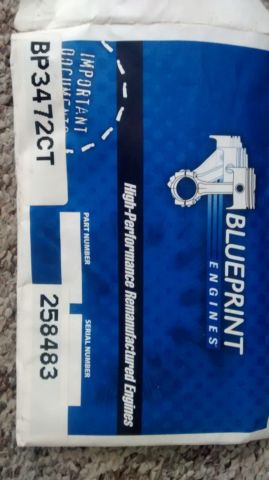 BLUEPRINT
ENGINES
High-Performance Remanufactured Engines
IMPORTANT
DOCUMENTS
BP3472CT
PART NUMBER
258483
SERIAL NUMBER